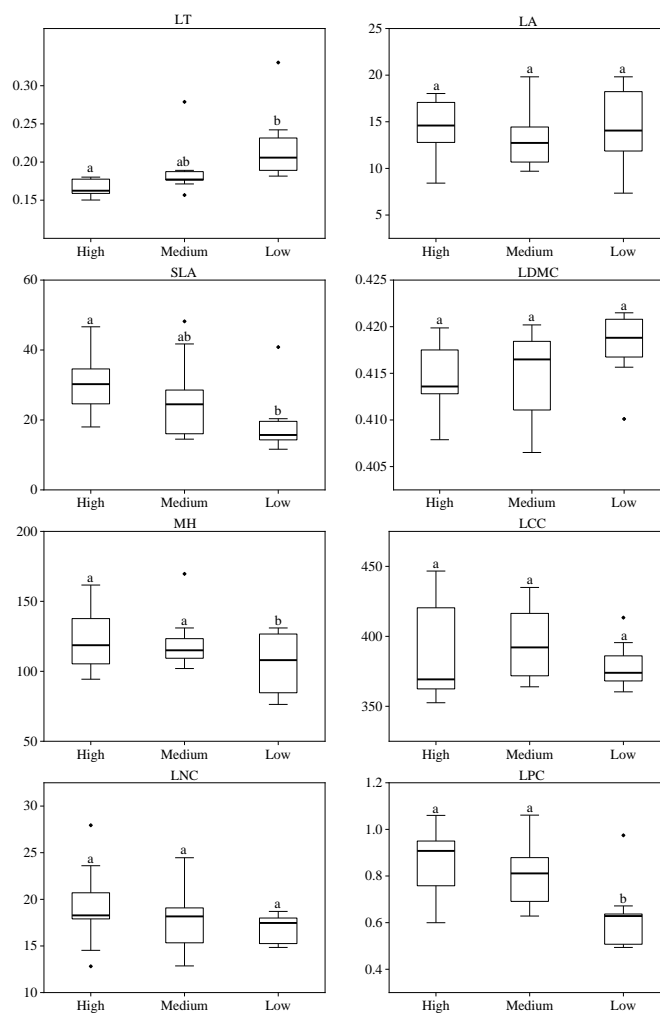 LT
0.30
0.25
0.20
0.15
a
ab
b
High
Medium
Low
LA
25
20
15
10
5
a
a
a
High
Medium
Low
SLA
60
40
20
0
a
ab
b
High
Medium
Low
LDMC
0.425
0.420
0.415
0.410
0.405
a
a
a
High
Medium
Low
MH
200
150
100
50
a
a
b
High
Medium
Low
LCC
450
400
350
a
a
a
High
Medium
Low
LNC
30
25
20
15
10
a
a
a
High
Medium
Low
LPC
1.2
1.0
0.8
0.6
0.4
a
a
b
High
Medium
Low